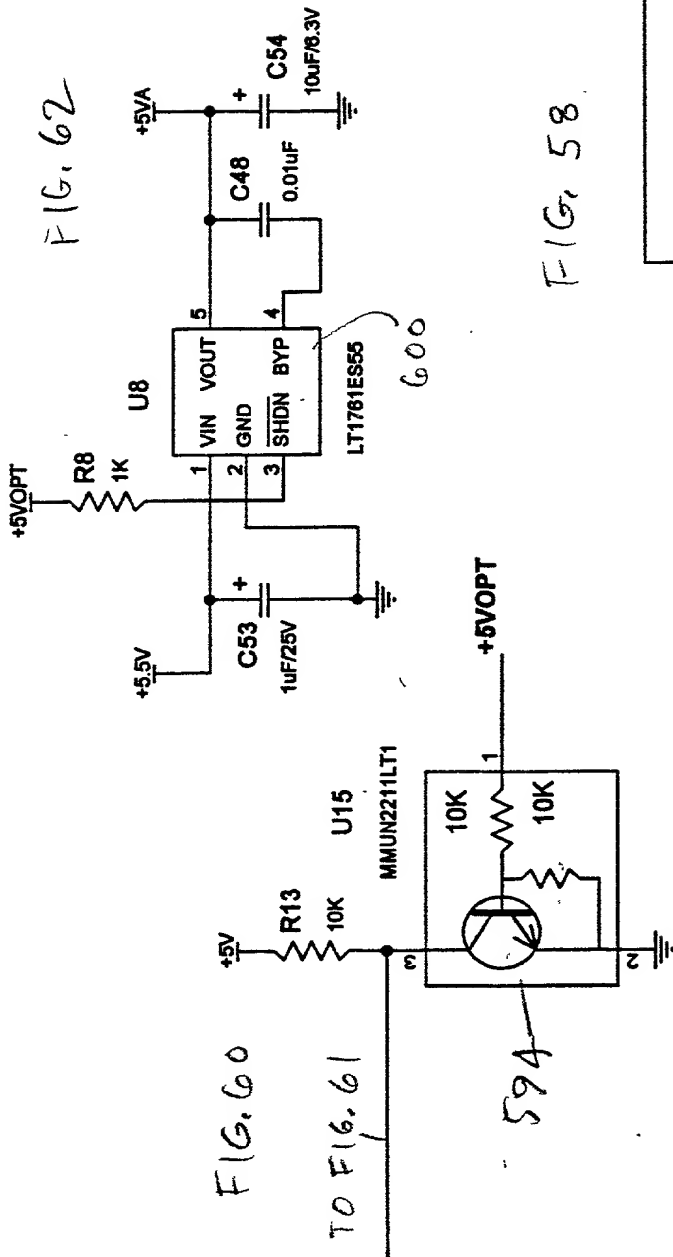 FIG. 62
+5VOPT
R8
1K
+5.5V
C53
+
1uF/25V
U8
1 VIN VOUT 5
2 GND
3 SHDN BYP 4
LT1761ES55
600
+5VA
C48
0.01uF
+
C54
10uF/6.3V
FIG. 58
FIG. 60
TO FIG. 61
+5V
R13
10K
U15
MMUN2211LT1
3
10K
10K
1
+5VOPT
2
594